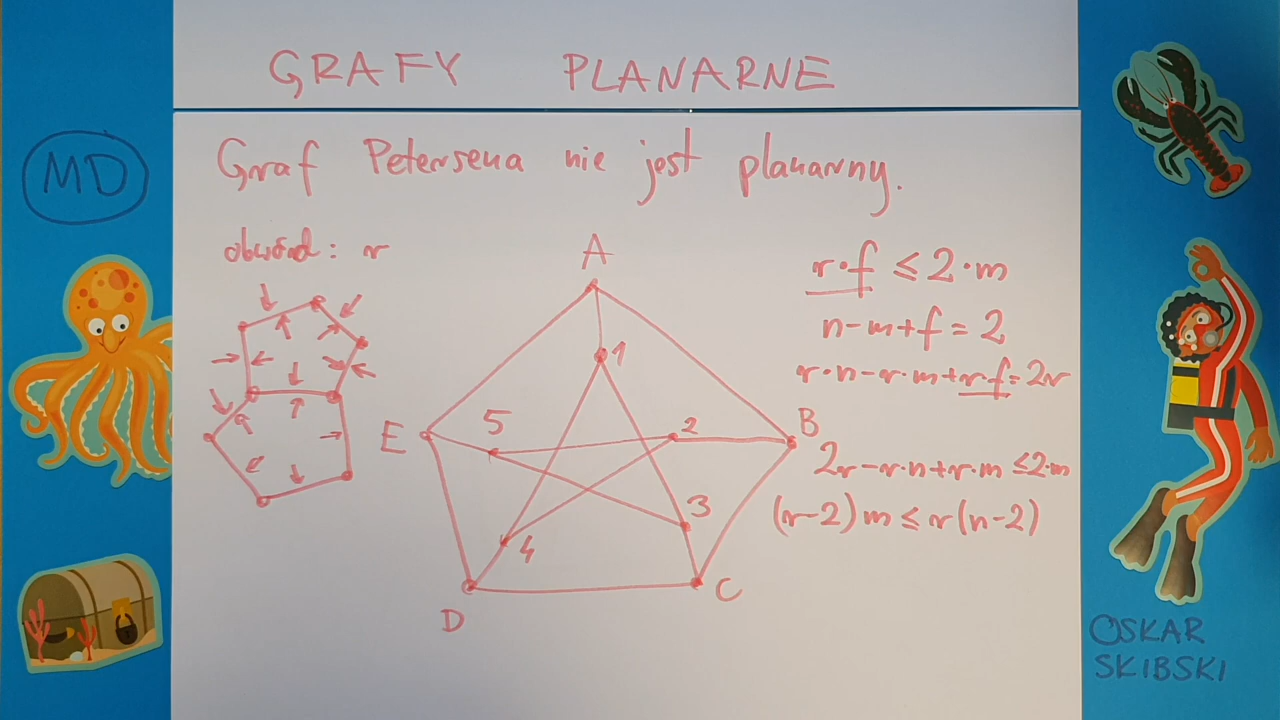 GRAFY PLANARNE
MD
Graf Petersena nie jest planarny.
obwód: r
A
B
C
D
E
1
2
3
4
5
r·f ≤ 2·m
n-m+f = 2
r·n-r·m+r·f=2r
2r-r·n+r·m ≤2·m
(r-2)m ≤ r(n-2)
OSKAR
SKIBSKI